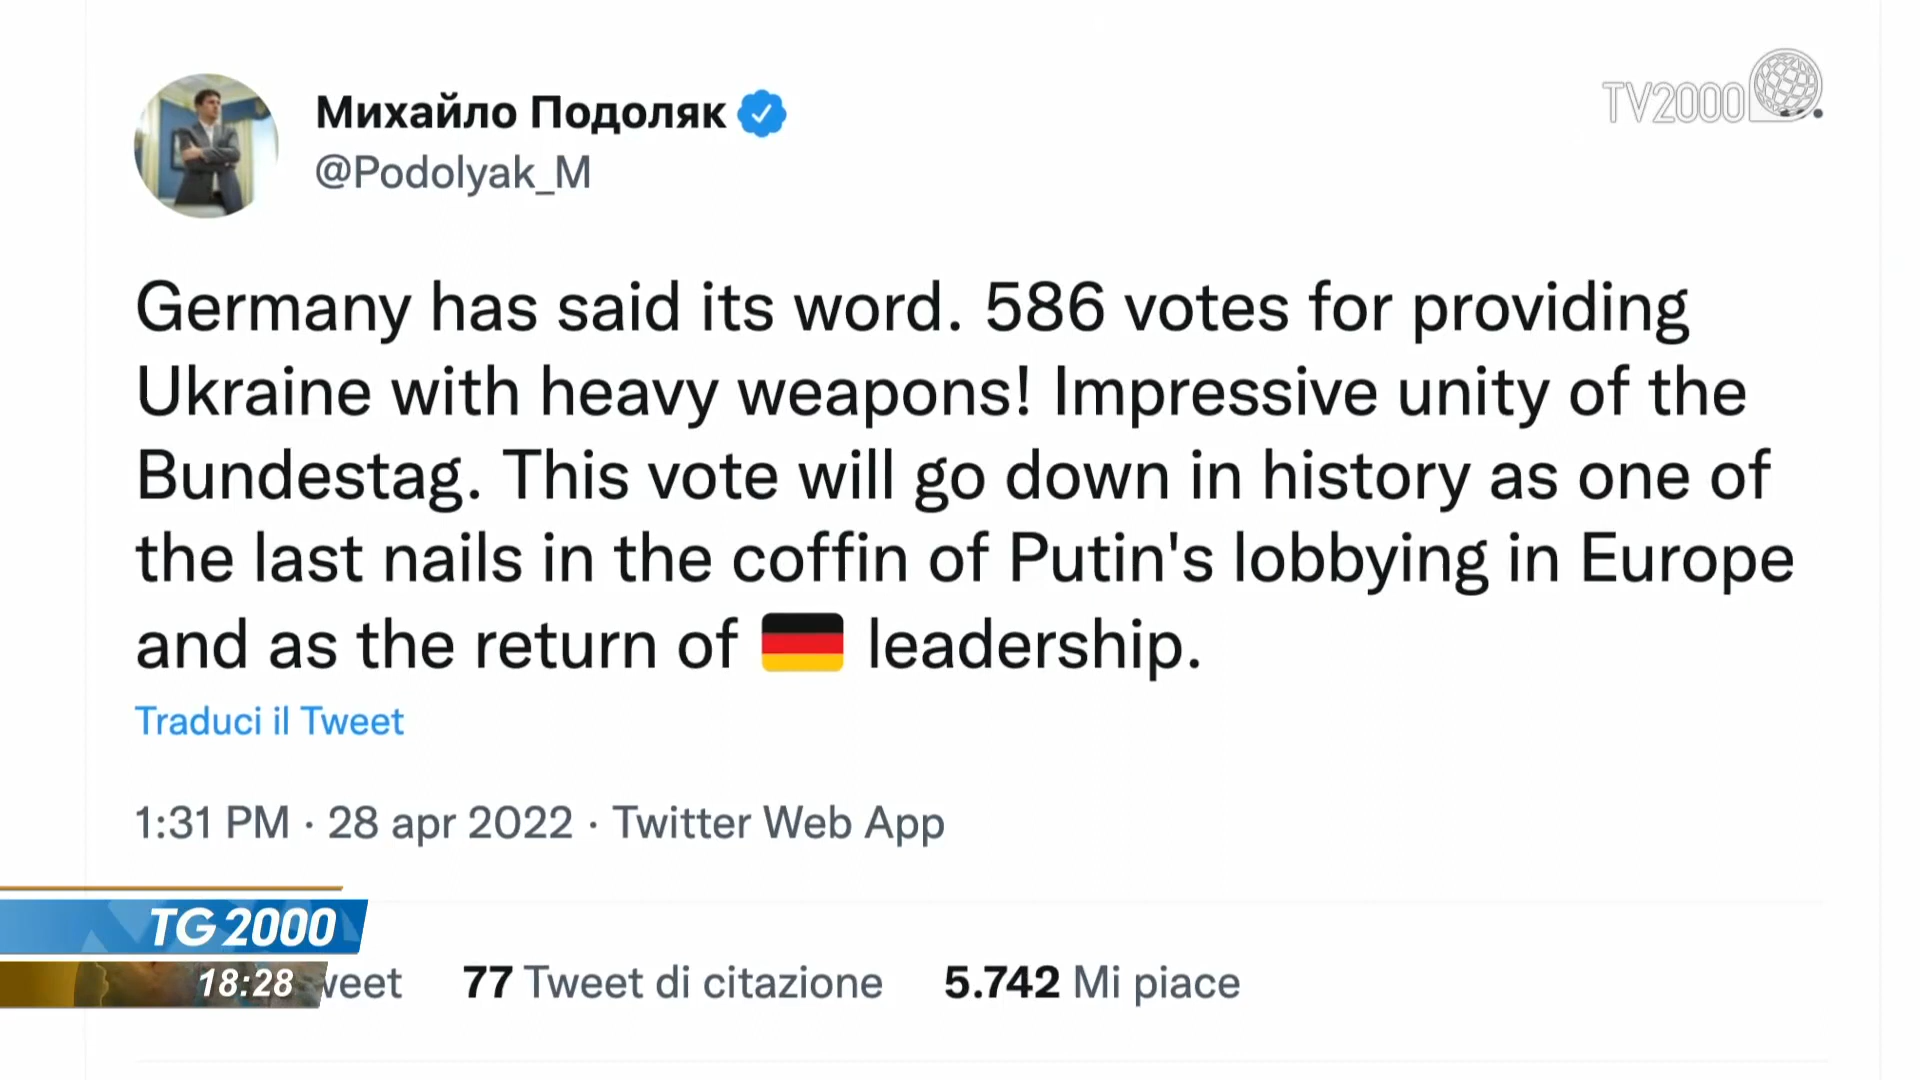 Михайло Подоляк
@Podolyak_M
TV2000
Germany has said its word. 586 votes for providing
Ukraine with heavy weapons! Impressive unity of the
Bundestag. This vote will go down in history as one of
the last nails in the coffin of Putin's lobbying in Europe
and as the return of 🇩🇪 leadership.
Traduci il Tweet
1:31 PM · 28 apr 2022 · Twitter Web App
TG 2000
18:28
77 Tweet di citazione 5.742 Mi piace